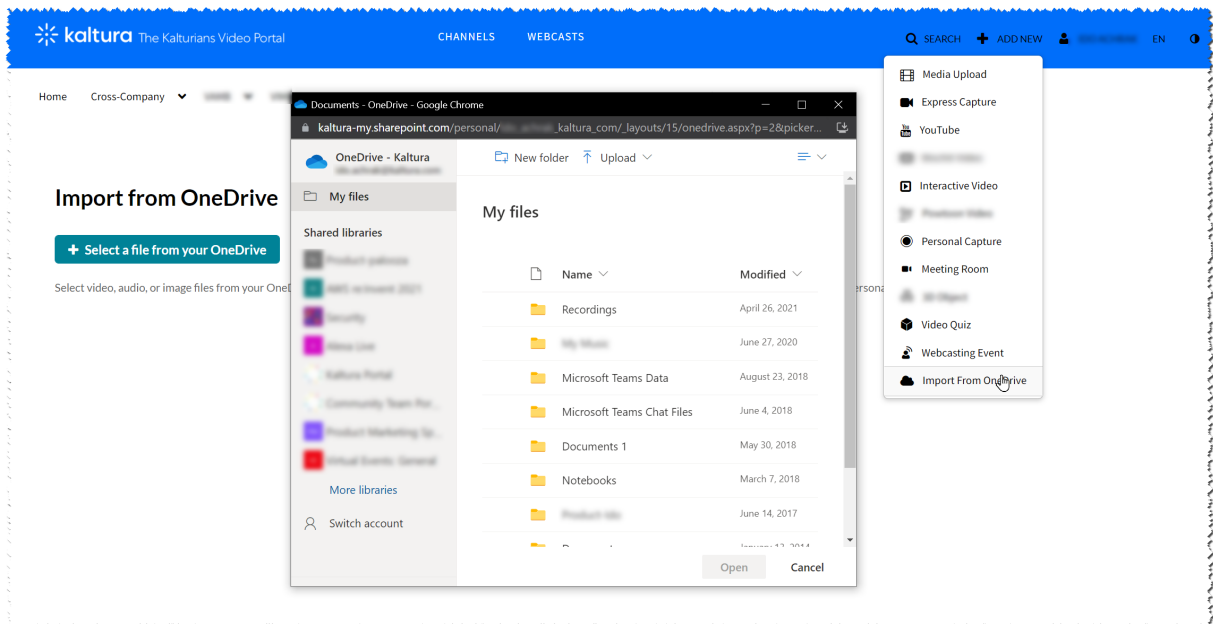 kaltura The Kalturians Video Portal
CHANNELS WEBCASTS
SEARCH ADD NEW EN
Home Cross-Company
Import from OneDrive
Select a file from your OneDrive
Select video, audio, or image files from your
Documents - OneDrive - Google Chrome
kaltura-my.sharepoint.com/personal/ _kaltura_com/_layouts/15/onedrive.aspx?p=2&picker...
OneDrive - Kaltura
My files
Shared libraries
More libraries
Switch account
New folder Upload
My files
Name Modified
Recordings April 26, 2021
June 27, 2020
Microsoft Teams Data August 23, 2018
Microsoft Teams Chat Files June 4, 2018
Documents 1 May 30, 2018
Notebooks March 7, 2018
June 14, 2017
Open Cancel
Media Upload
Express Capture
YouTube
Interactive Video
Personal Capture
Meeting Room
Video Quiz
Webcasting Event
Import From OneDrive